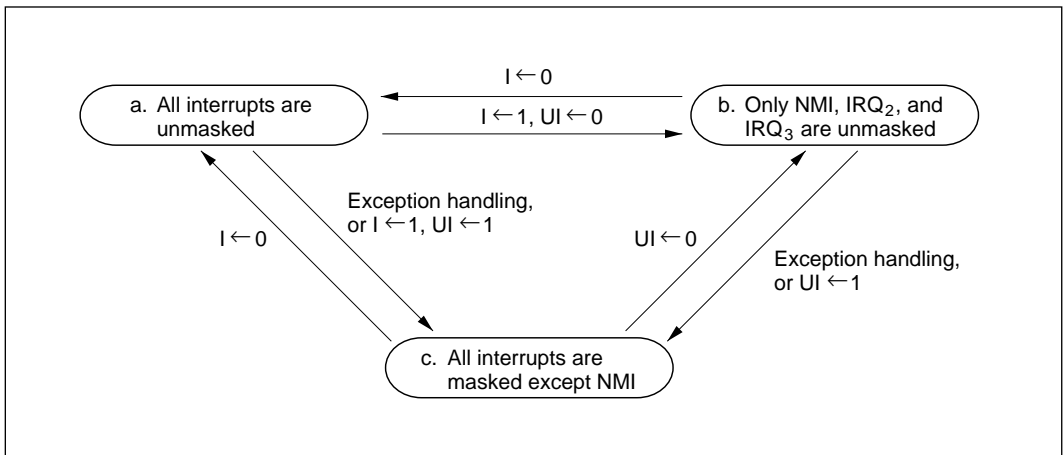 I ← 0
a. All interrupts are
unmasked
b. Only NMI, IRQ₂, and
IRQ₃ are unmasked
I ← 1, UI ← 0
Exception handling,
or I ← 1, UI ← 1
I ← 0
UI ← 0
Exception handling,
or UI ← 1
c. All interrupts are
masked except NMI